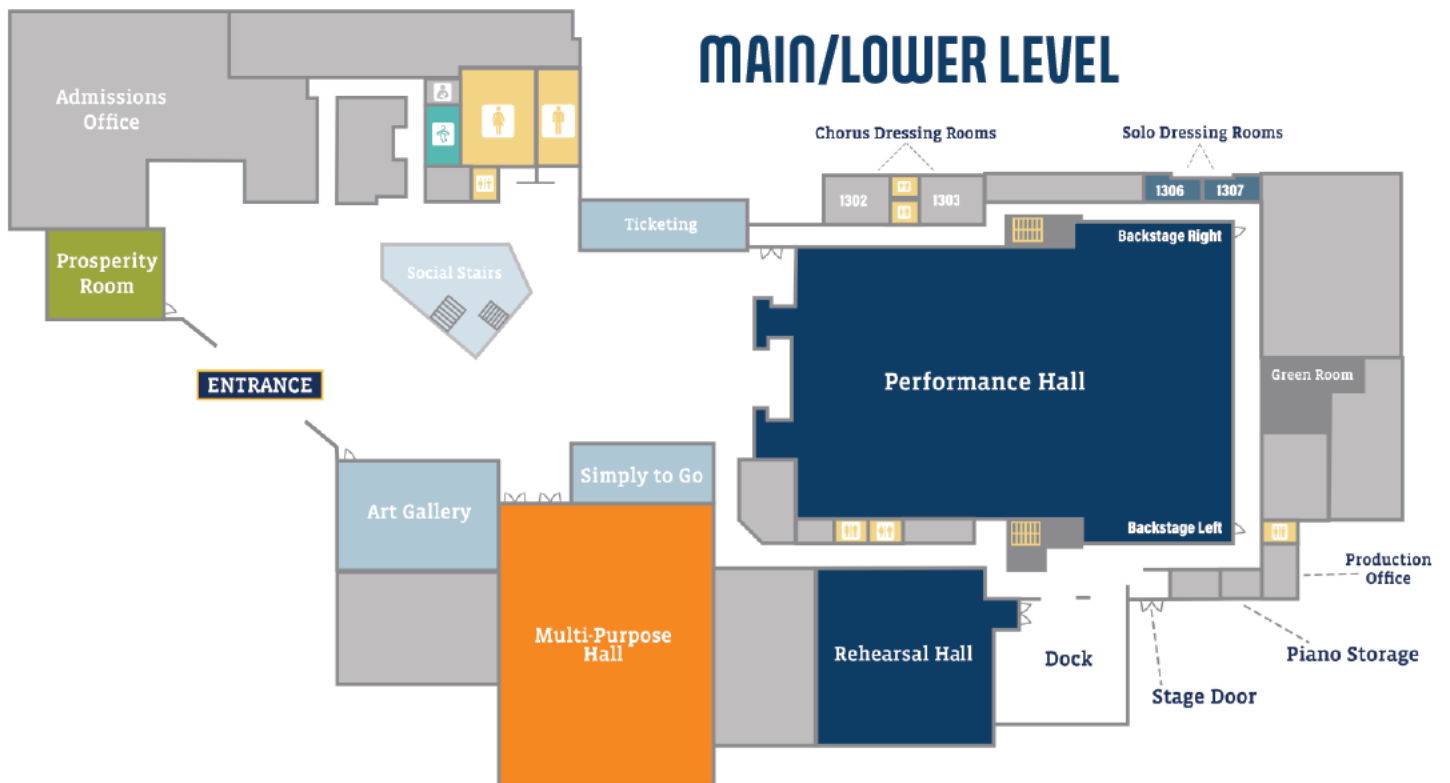 MAIN/LOWER LEVEL
Admissions
Office
Chorus Dressing Rooms
Solo Dressing Rooms
1302
1303
1306
1307
Ticketing
Backstage Right
Prosperity
Room
Social Stairs
ENTRANCE
Performance Hall
Green Room
Simply to Go
Art Gallery
Backstage Left
Production
Office
Multi-Purpose
Hall
Rehearsal Hall
Dock
Piano Storage
Stage Door